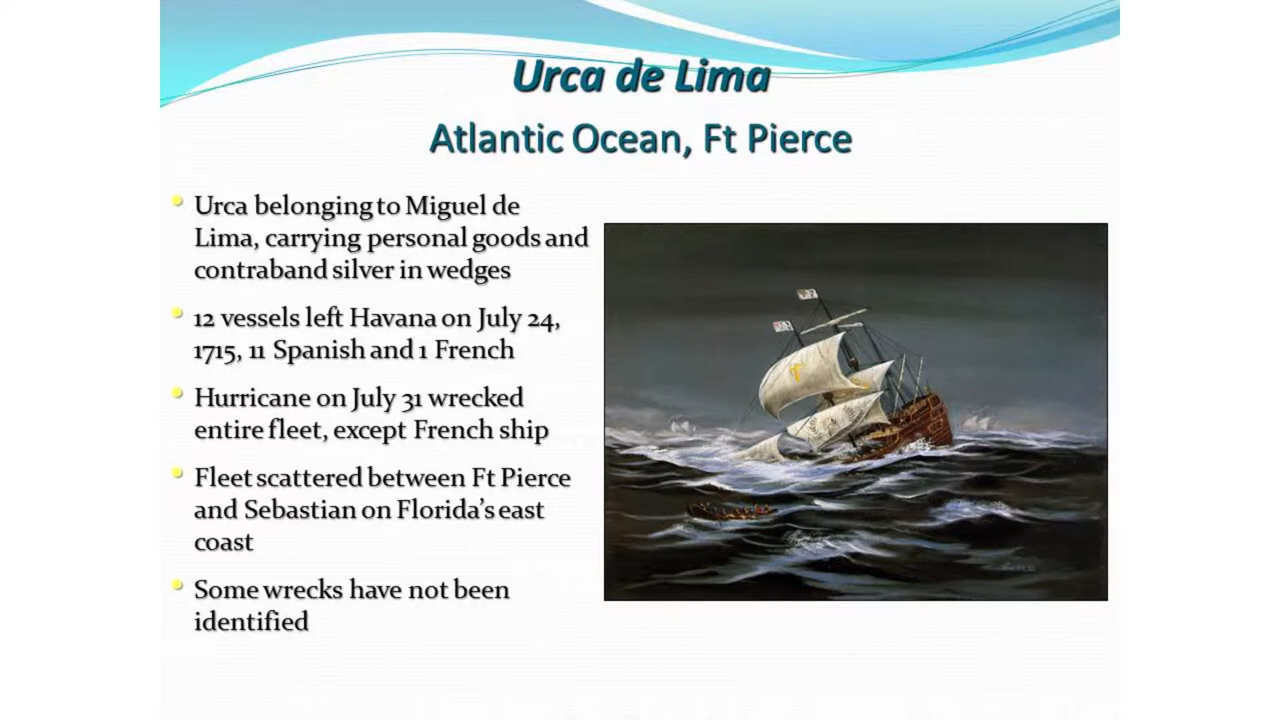 Urca de Lima
Atlantic Ocean, Ft Pierce
Urca belonging to Miguel de
Lima, carrying personal goods and
contraband silver in wedges
12 vessels left Havana on July 24,
1715, 11 Spanish and 1 French
Hurricane on July 31 wrecked
entire fleet, except French ship
Fleet scattered between Ft Pierce
and Sebastian on Florida's east
coast
Some wrecks have not been
identified